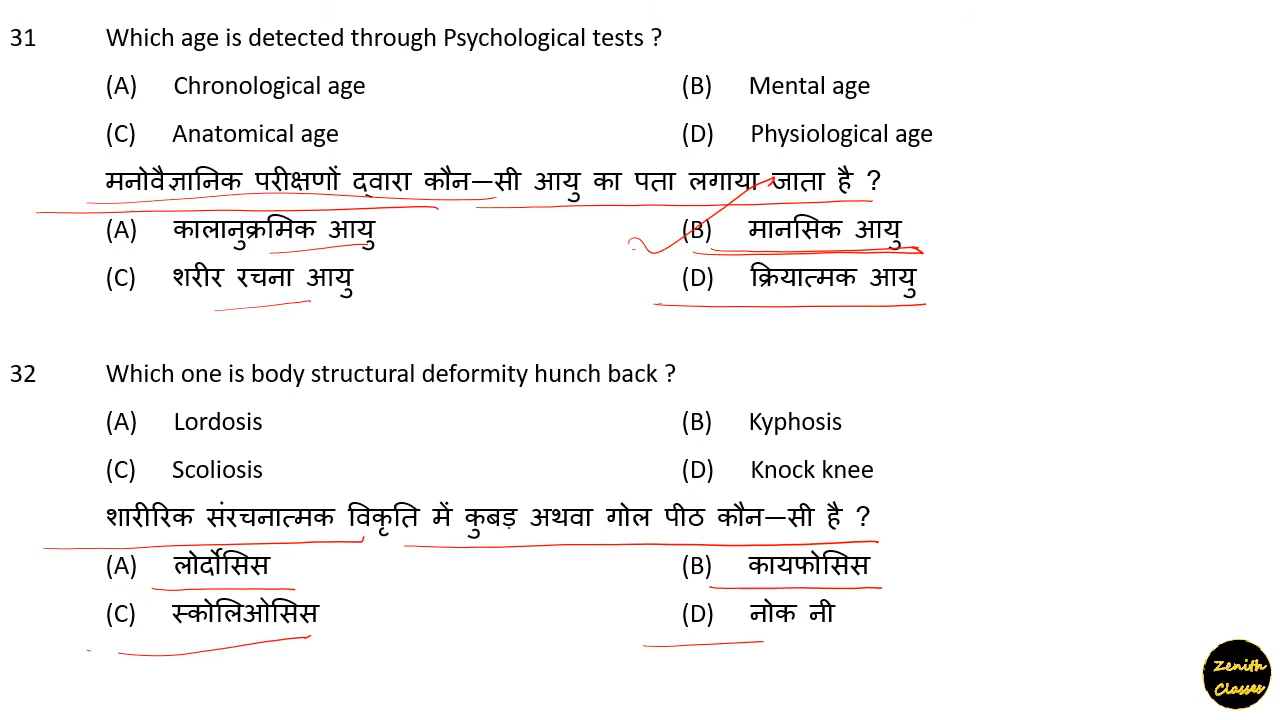 31 Which age is detected through Psychological tests ?
(A) Chronological age (B) Mental age
(C) Anatomical age (D) Physiological age
मनोवैज्ञानिक परीक्षणों द्वारा कौन—सी आयु का पता लगाया जाता है ?
(A) कालानुक्रमिक आयु (B) मानसिक आयु
(C) शरीर रचना आयु (D) क्रियात्मक आयु
32 Which one is body structural deformity hunch back ?
(A) Lordosis (B) Kyphosis
(C) Scoliosis (D) Knock knee
शारीरिक संरचनात्मक विकृति में कुबड़ अथवा गोल पीठ कौन—सी है ?
(A) लोर्दोसिस (B) कायफोसिस
(C) स्कोलिओसिस (D) नोक नी
Zenith
Classes